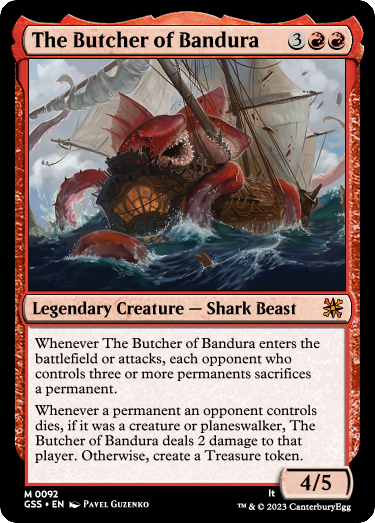 The Butcher of Bandura 3
Legendary Creature — Shark Beast
Whenever The Butcher of Bandura enters the
battlefield or attacks, each opponent who
controls three or more permanents sacrifices
a permanent.
Whenever a permanent an opponent controls
dies, if it was a creature or planeswalker, The
Butcher of Bandura deals 2 damage to that
player. Otherwise, create a Treasure token.
4/5
M 0092 It
GSS • EN Pavel Guzenko ™ & © 2023 CanterburyEgg